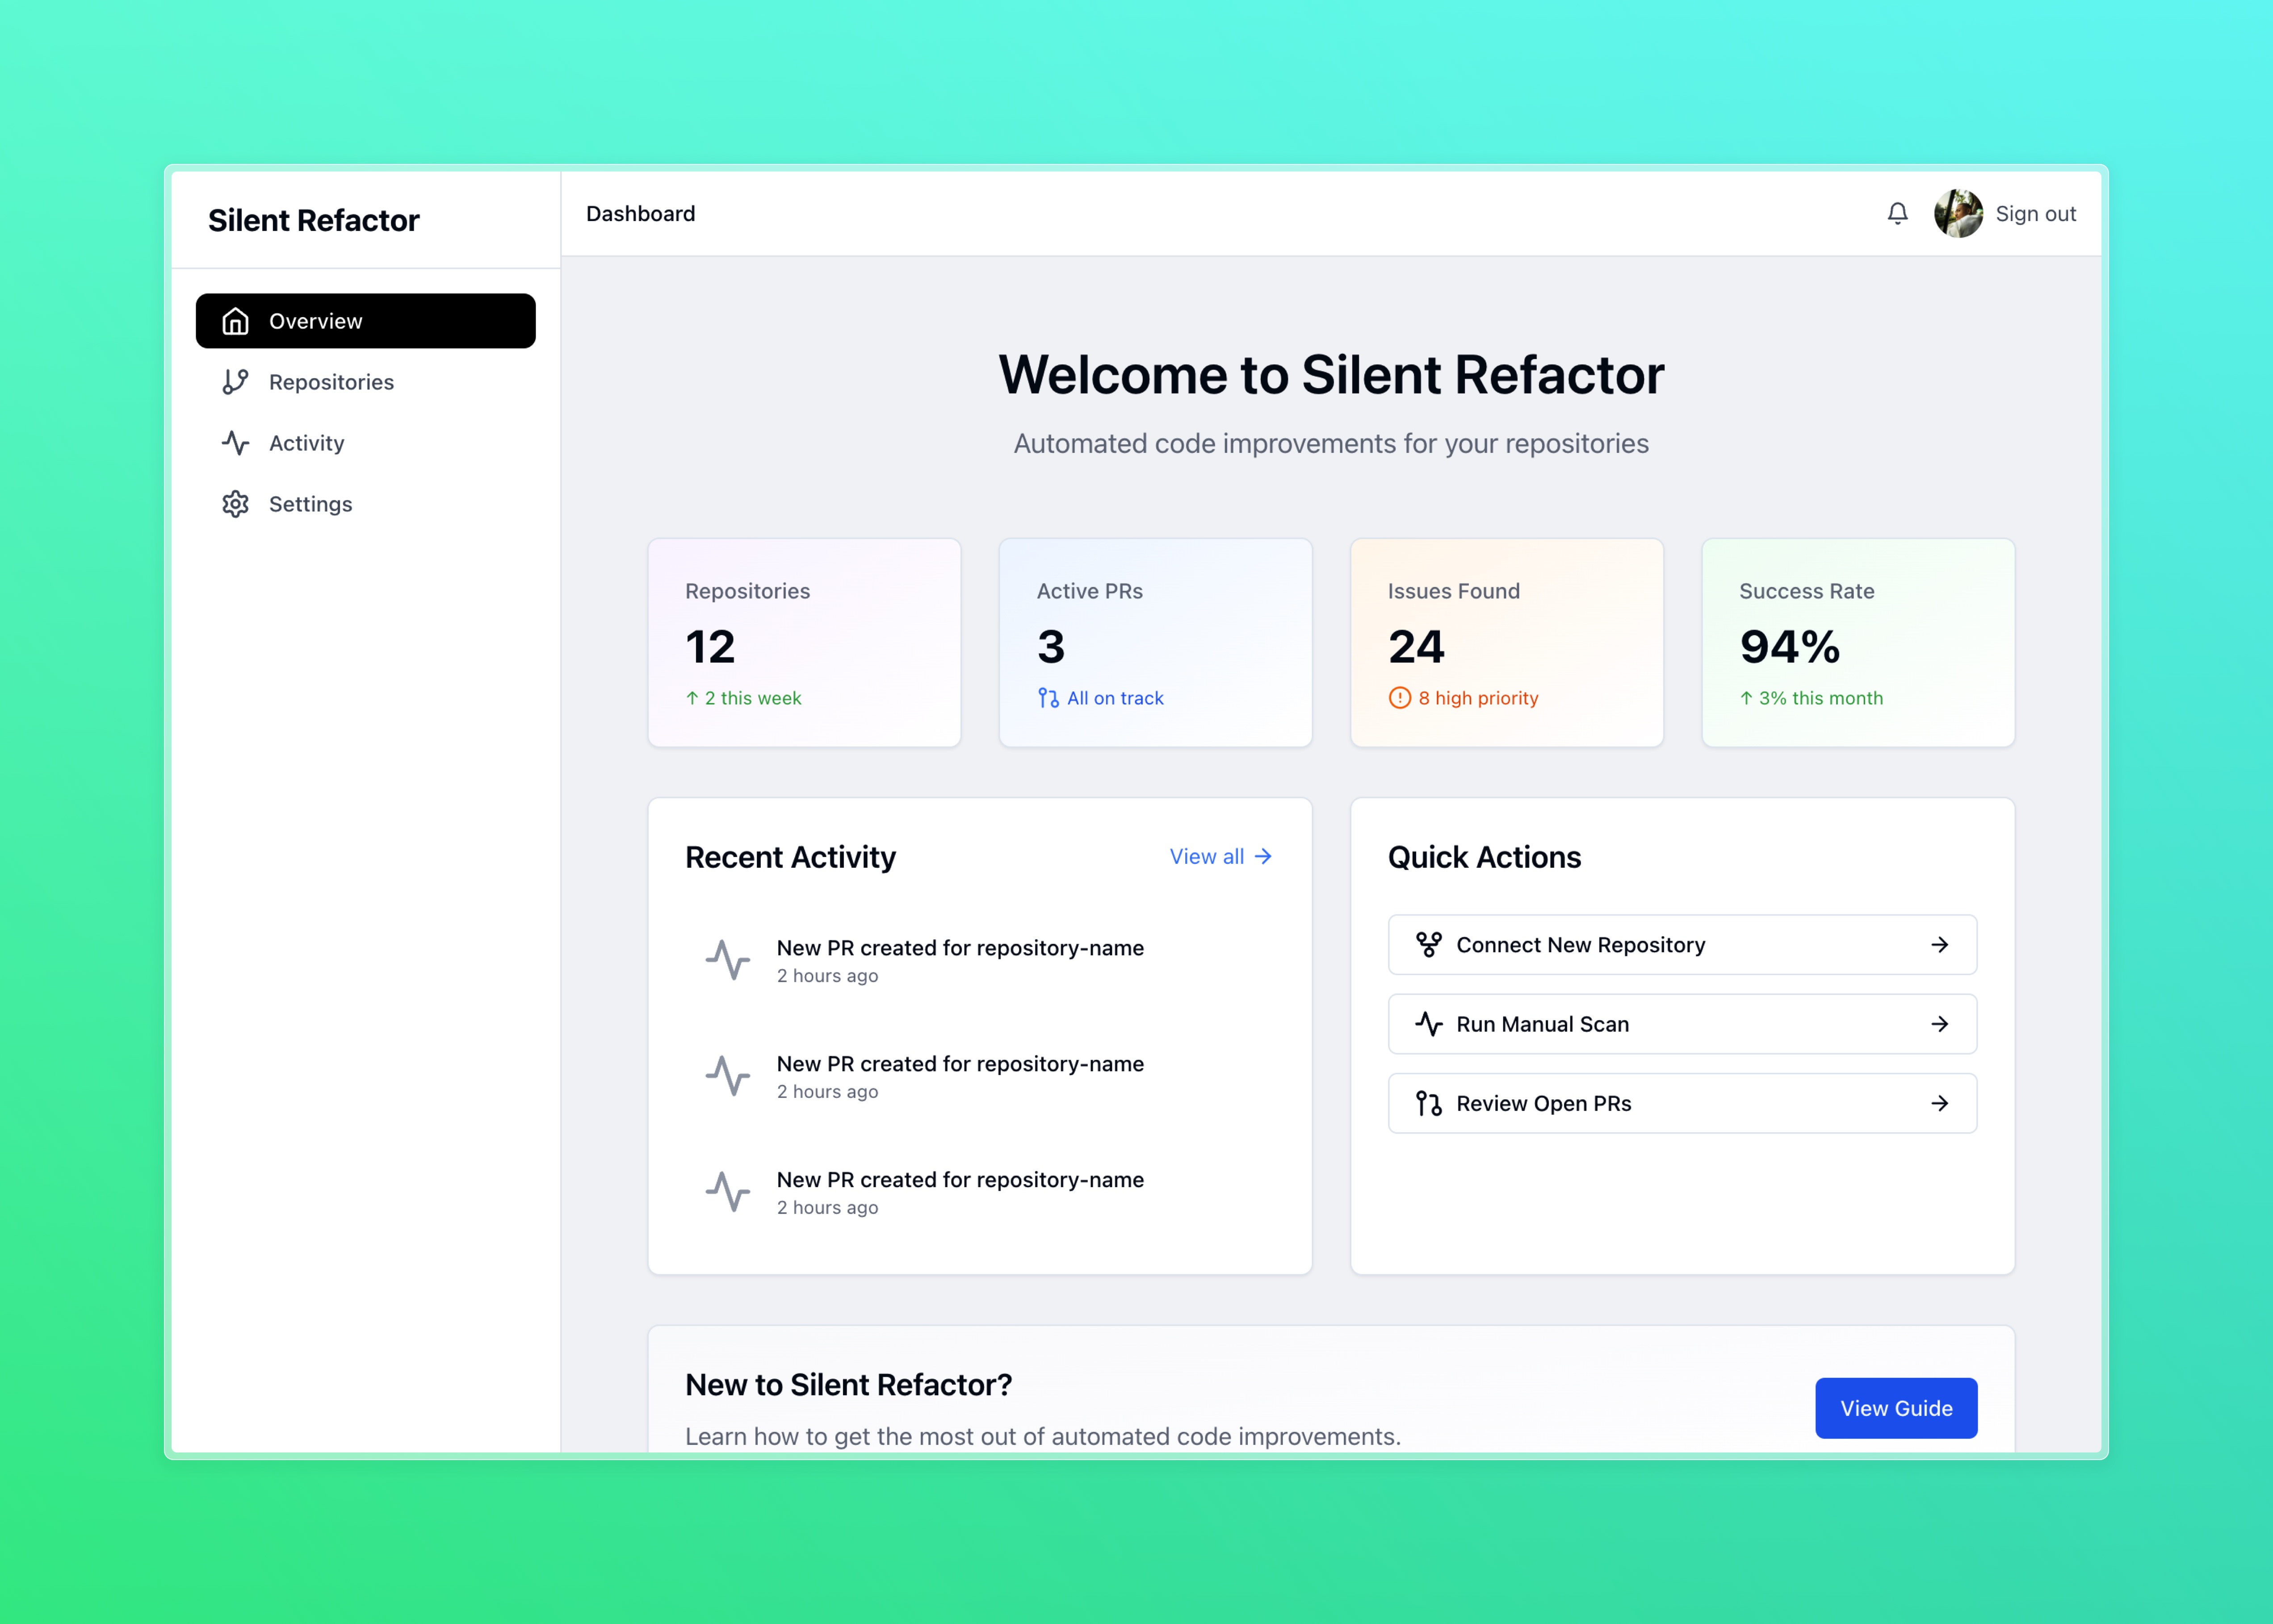 Silent Refactor
Dashboard
Sign out
Overview
Repositories
Activity
Settings
Welcome to Silent Refactor
Automated code improvements for your repositories
Repositories
12
↑ 2 this week
Active PRs
3
All on track
Issues Found
24
8 high priority
Success Rate
94%
↑ 3% this month
Recent Activity
View all →
New PR created for repository-name
2 hours ago
New PR created for repository-name
2 hours ago
New PR created for repository-name
2 hours ago
Quick Actions
Connect New Repository →
Run Manual Scan →
Review Open PRs →
New to Silent Refactor?
Learn how to get the most out of automated code improvements.
View Guide